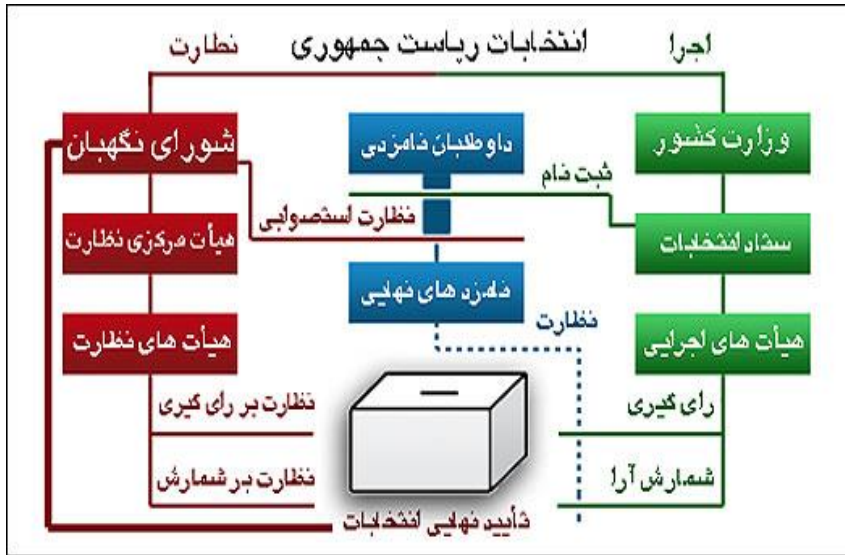 انتخابات ریاست جمهوری
اجرا
نظارت
وزارت کشور
داوطلبان نامزدی
شورای نگهبان
ثبت نام
نظارت استصوابی
ستاد انتخابات
هیأت مرکزی نظارت
نامزد های نهایی
نظارت
هیأت های اجرایی
هیأت های نظارت
رای گیری
نظارت بر رای گیری
شمارش آرا
نظارت بر شمارش
تأیید نهایی انتخابات